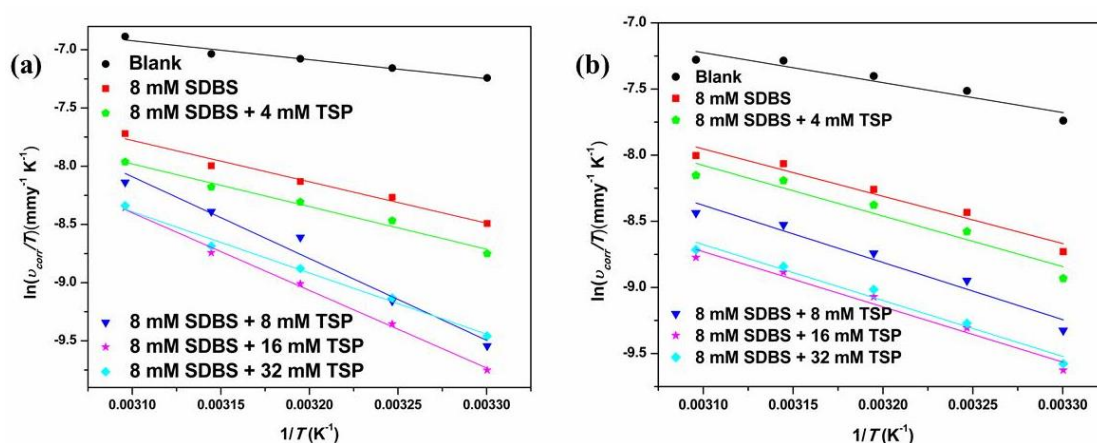 (a)
-7.0
-7.5
-8.0
-8.5
-9.0
-9.5
ln(υcorr/T)(mmy⁻¹ K⁻¹)
Blank
8 mM SDBS
8 mM SDBS + 4 mM TSP
8 mM SDBS + 8 mM TSP
8 mM SDBS + 16 mM TSP
8 mM SDBS + 32 mM TSP
0.00310 0.00315 0.00320 0.00325 0.00330
1/T (K⁻¹)
(b)
-7.0
-7.5
-8.0
-8.5
-9.0
-9.5
ln(υcorr/T)(mmy⁻¹ K⁻¹)
Blank
8 mM SDBS
8 mM SDBS + 4 mM TSP
8 mM SDBS + 8 mM TSP
8 mM SDBS + 16 mM TSP
8 mM SDBS + 32 mM TSP
0.00310 0.00315 0.00320 0.00325 0.00330
1/T (K⁻¹)